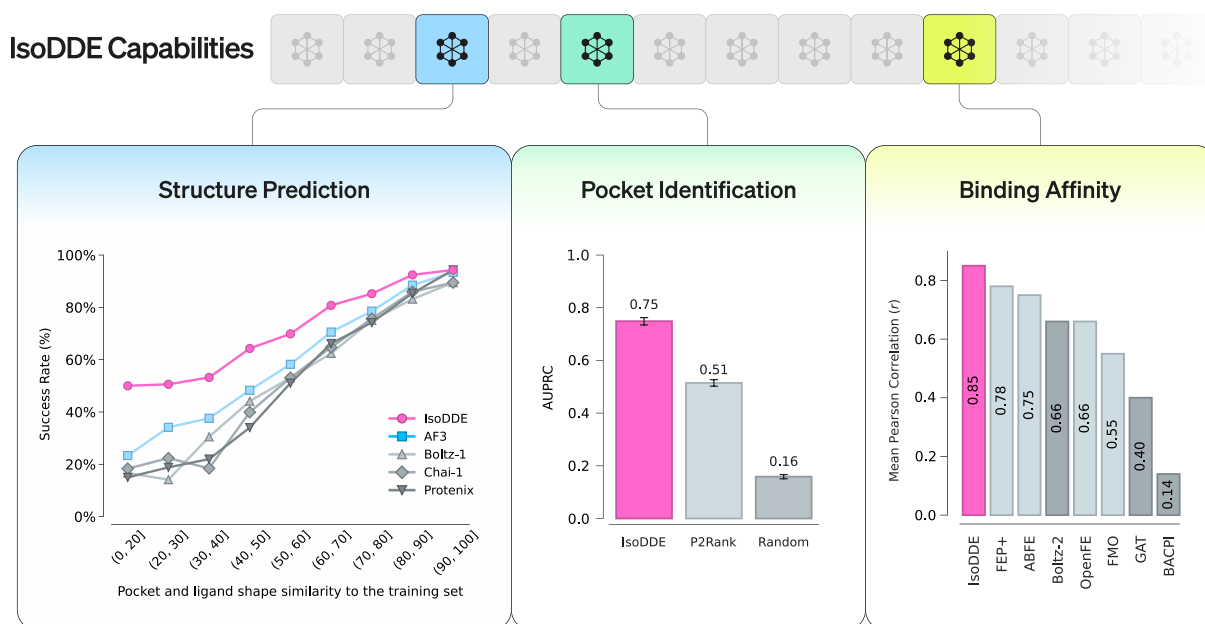 IsoDDE Capabilities
Structure Prediction
100%
80%
60%
40%
20%
0%
Success Rate (%)
IsoDDE
AF3
Boltz-1
Chai-1
Protenix
(0, 20]
(20, 30]
(30, 40]
(40, 50]
(50, 60]
(60, 70]
(70, 80]
(80, 90]
(90, 100]
Pocket and ligand shape similarity to the training set
Pocket Identification
1.0
0.8
0.6
0.4
0.2
0.0
AUPRC
0.75
0.51
0.16
IsoDDE
P2Rank
Random
Binding Affinity
0.8
0.6
0.4
0.2
0.0
Mean Pearson Correlation (r)
0.85
0.78
0.75
0.66
0.66
0.55
0.40
0.14
IsoDDE
FEP+
ABFE
Boltz-2
OpenFE
FMO
GAT
BACPI